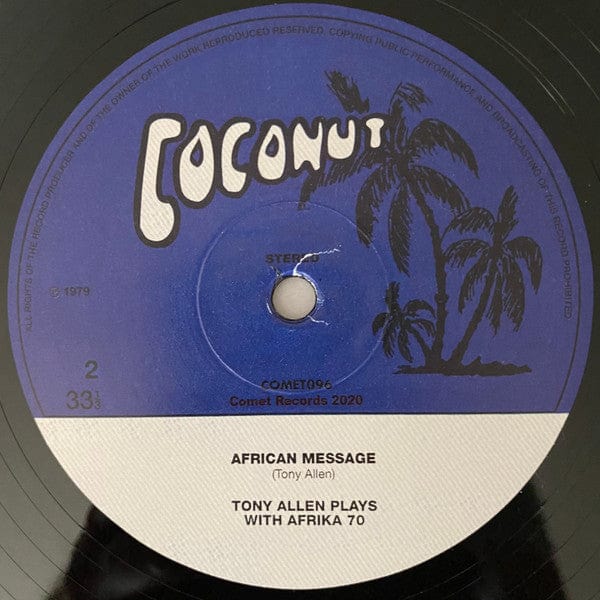 ALL RIGHTS OF THE RECORD PRODUCER AND OF THE OWNER OF THE WORK REPRODUCED RESERVED. COPYING PUBLIC PERFORMANCE AND BROADCASTING OF THIS RECORD PROHIBITED
COCONUT
STEREO
℗ 1979
2
33⅓
COMET096
Comet Records 2020
AFRICAN MESSAGE
(Tony Allen)
TONY ALLEN PLAYS
WITH AFRIKA 70